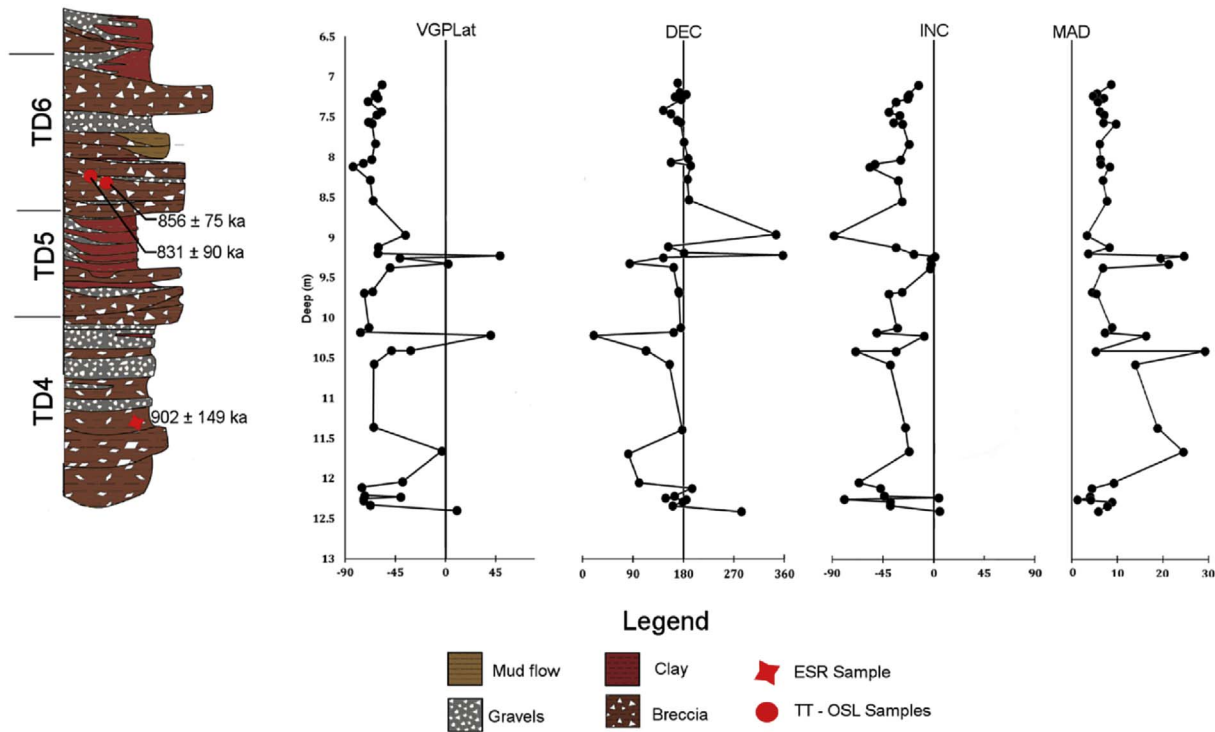 VGPLat
DEC
INC
MAD
TD6
TD5
TD4
856 ± 75 ka
831 ± 90 ka
902 ± 149 ka
Deep (m)
6.5
7
7.5
8
8.5
9
9.5
10
10.5
11
11.5
12
12.5
13
-90 -45 0 45
0 90 180 270 360
-90 -45 0 45 90
0 10 20 30
Legend
Mud flow
Clay
ESR Sample
Gravels
Breccia
TT - OSL Samples